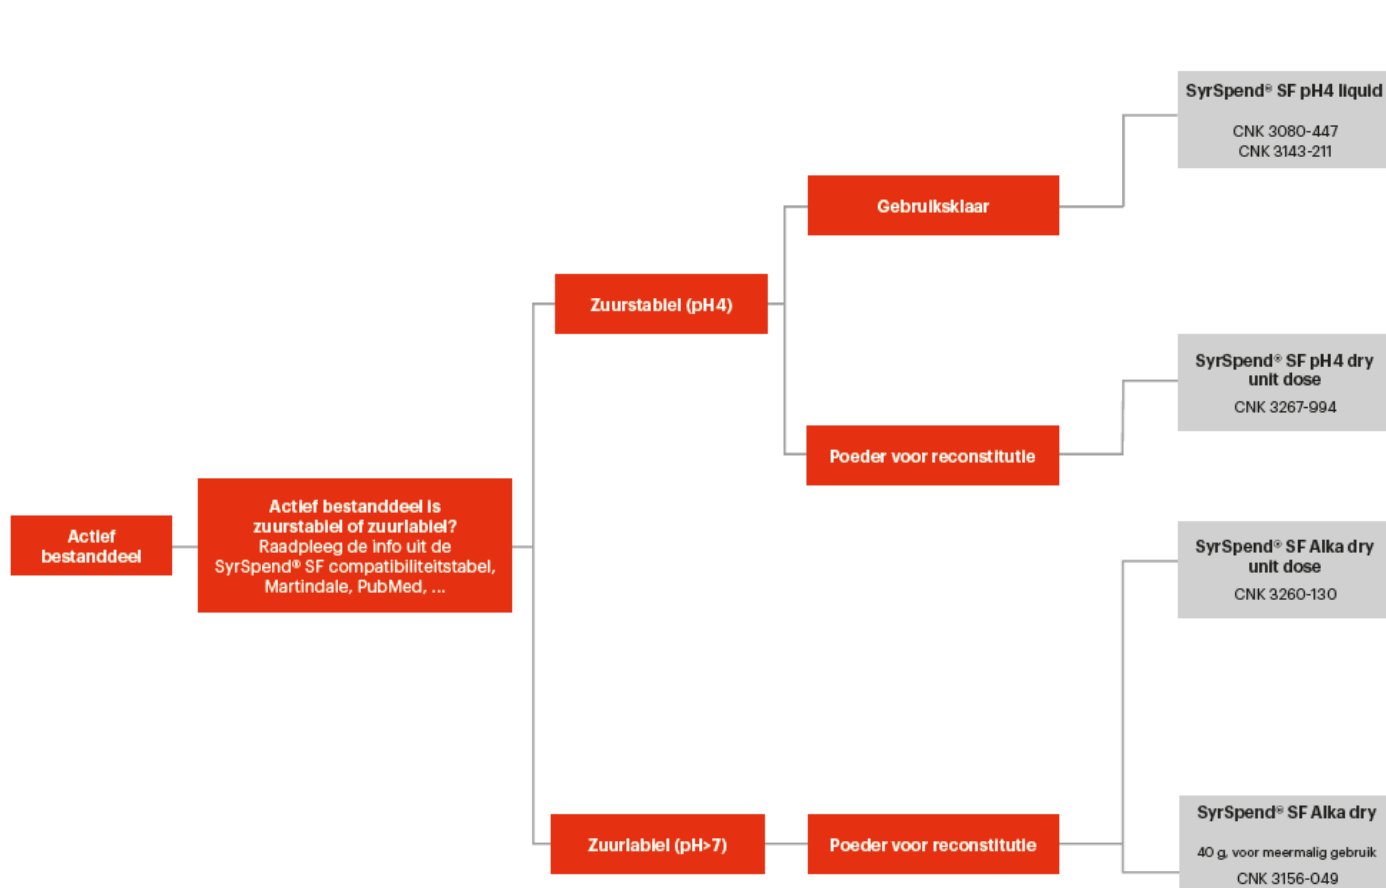 Actief
bestanddeel
Actief bestanddeel is
zuurstabiel of zuurlabiel?
Raadpleeg de info uit de
SyrSpend® SF compatibiliteitstabel,
Martindale, PubMed, ...
Zuurstabiel (pH4)
Gebruiksklaar
SyrSpend® SF pH4 liquid
CNK 3080-447
CNK 3143-211
Poeder voor reconstitutie
SyrSpend® SF pH4 dry
unit dose
CNK 3267-994
Zuurlabiel (pH>7)
Poeder voor reconstitutie
SyrSpend® SF Alka dry
unit dose
CNK 3260-130
SyrSpend® SF Alka dry
40 g, voor meermalig gebruik
CNK 3156-049